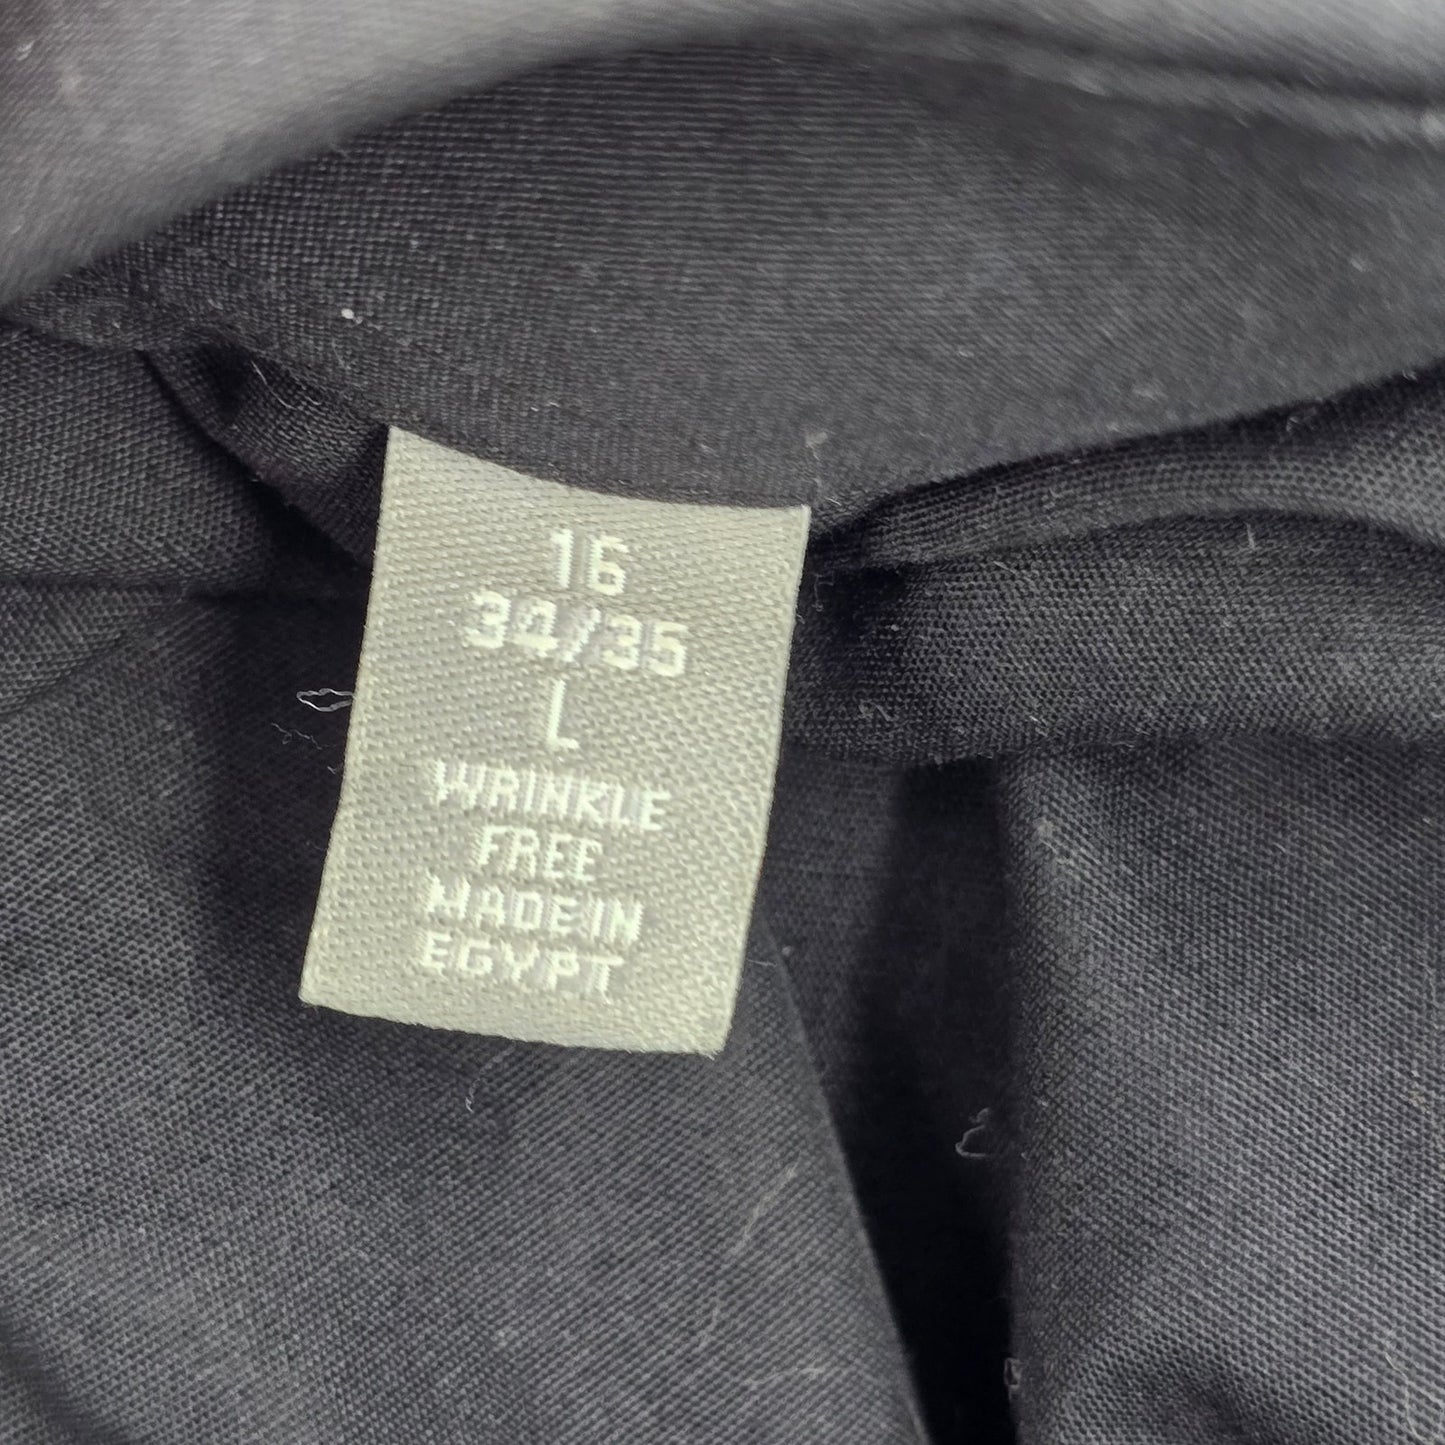 16
34/35
L
WRINKLE
FREE
MADE IN
EGYPT